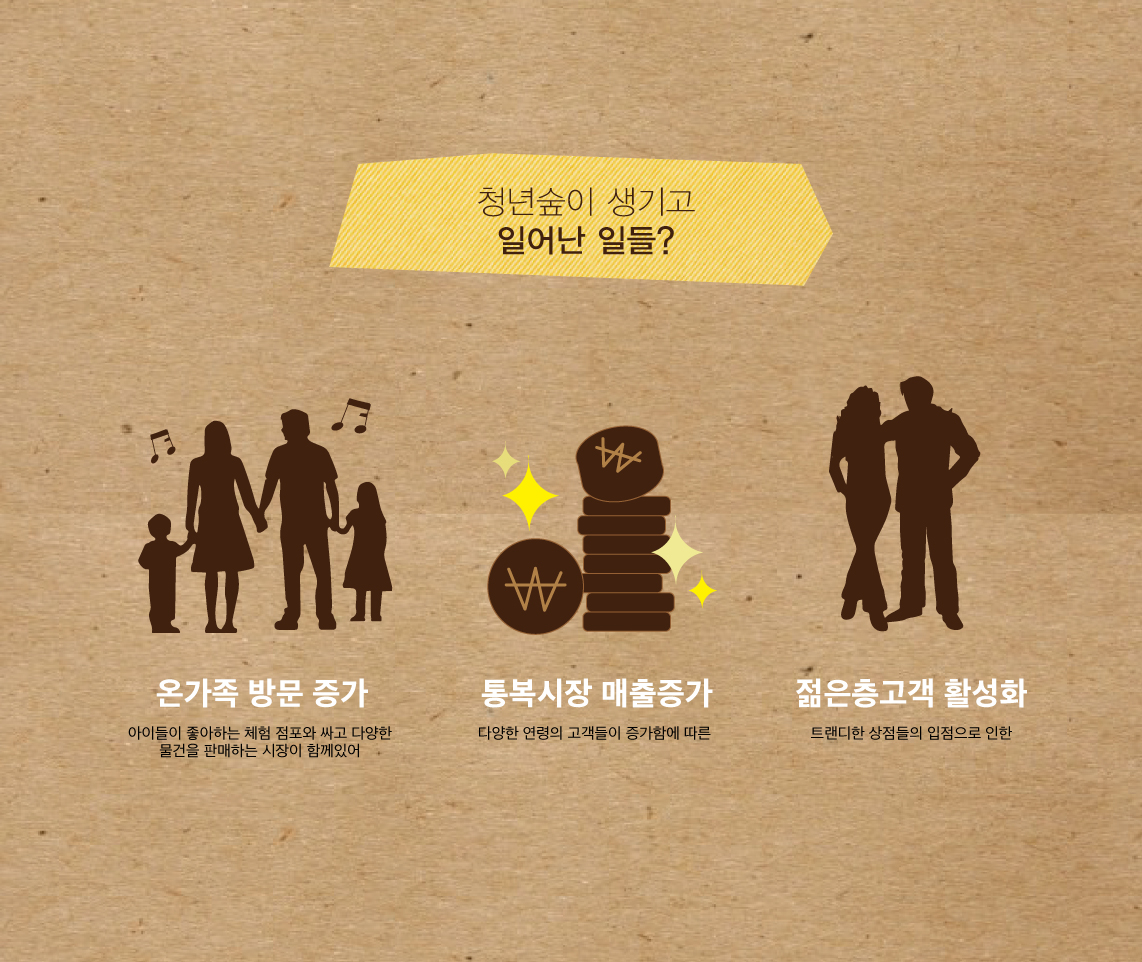 청년숲이 생기고
일어난 일들?
온가족 방문 증가
아이들이 좋아하는 체험 점포와 싸고 다양한
물건을 판매하는 시장이 함께있어
통복시장 매출증가
다양한 연령의 고객들이 증가함에 따른
젊은층고객 활성화
트랜디한 상점들의 입점으로 인한